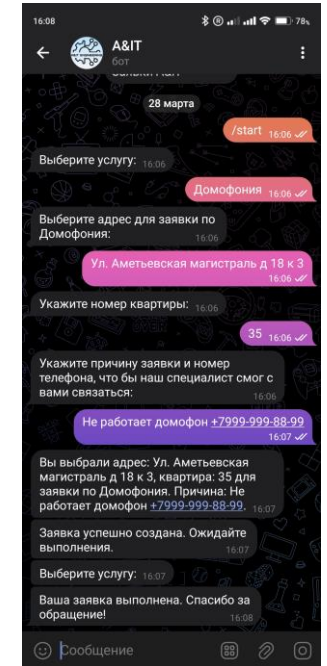 16:08
78%
A&IT
бот
28 марта
/start 16:06
Выберите услугу: 16:06
Домофония 16:06
Выберите адрес для заявки по
Домофония: 16:06
Ул. Аметьевская магистраль д 18 к 3
16:06
Укажите номер квартиры: 16:06
35 16:06
Укажите причину заявки и номер
телефона, что бы наш специалист смог с
вами связаться: 16:06
Не работает домофон +7999-999-88-99
16:07
Вы выбрали адрес: Ул. Аметьевская
магистраль д 18 к 3, квартира: 35 для
заявки по Домофония. Причина: Не
работает домофон +7999-999-88-99. 16:07
Заявка успешно создана. Ожидайте
выполнения. 16:07
Выберите услугу: 16:07
Ваша заявка выполнена. Спасибо за
обращение! 16:08
Сообщение